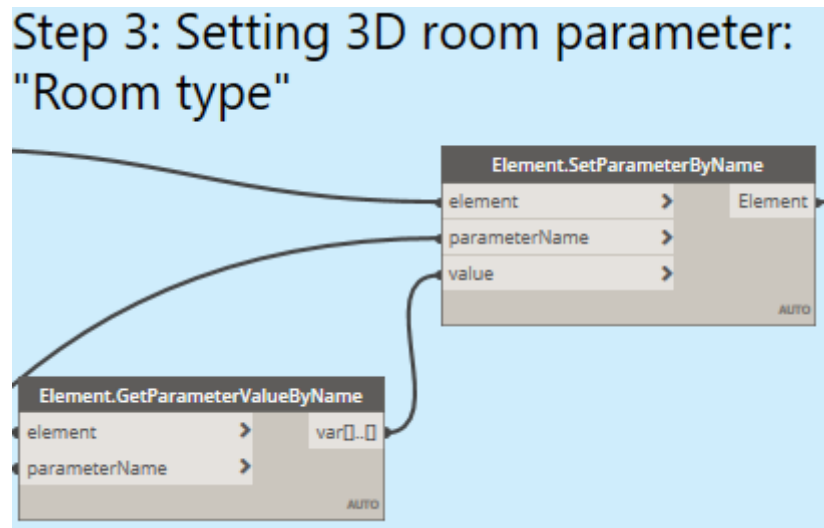 Step 3: Setting 3D room parameter:
"Room type"
Element.SetParameterByName
element > Element
parameterName >
value >
AUTO
Element.GetParameterValueByName
element > var[]..[]
parameterName >
AUTO